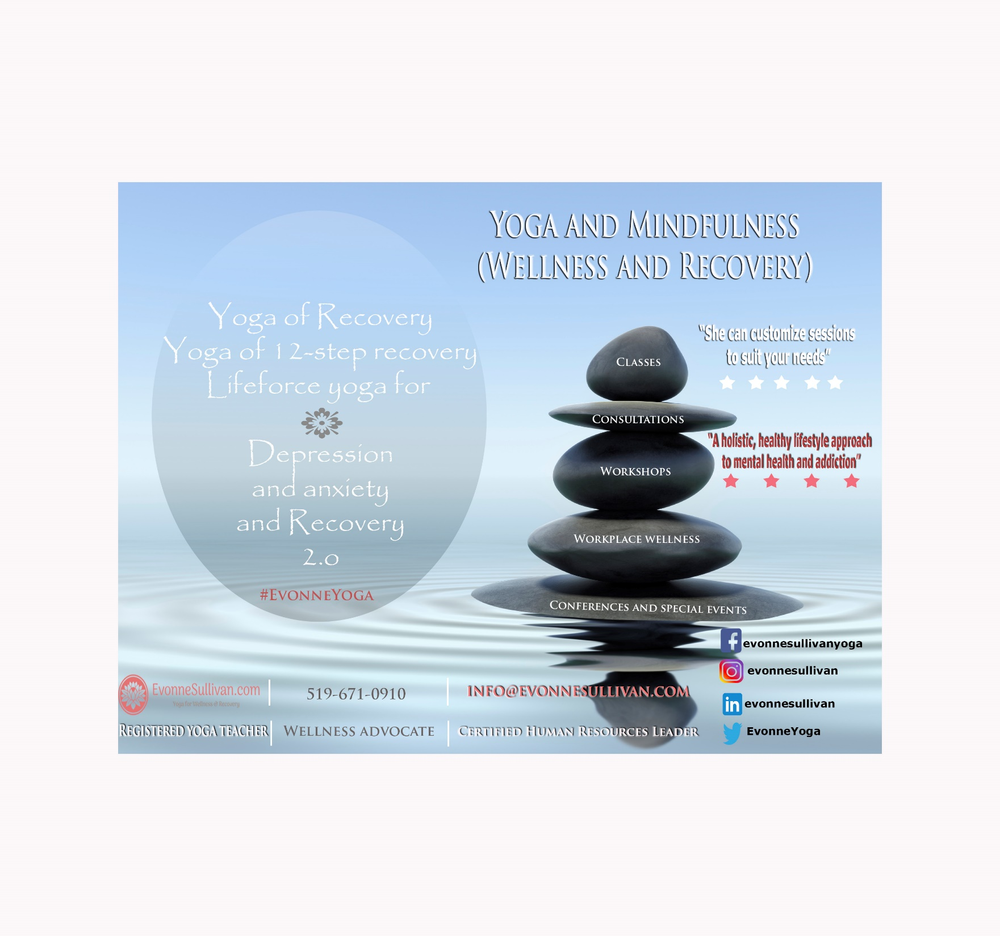 Yoga and Mindfulness
(Wellness and Recovery)
Yoga of Recovery
Yoga of 12-step recovery
Lifeforce yoga for
Depression
and anxiety
and Recovery
2.0
#EvonneYoga
Classes
Consultations
Workshops
Workplace wellness
Conferences and special events
"She can customize sessions
to suit your needs"
"A holistic, healthy lifestyle approach
to mental health and addiction"
evonnesullivanyoga
evonnesullivan
evonnesullivan
EvonneYoga
EvonneSullivan.com
Yoga for Wellness & Recovery
519-671-0910
info@evonnesullivan.com
Registered yoga teacher
Wellness advocate
Certified Human Resources Leader